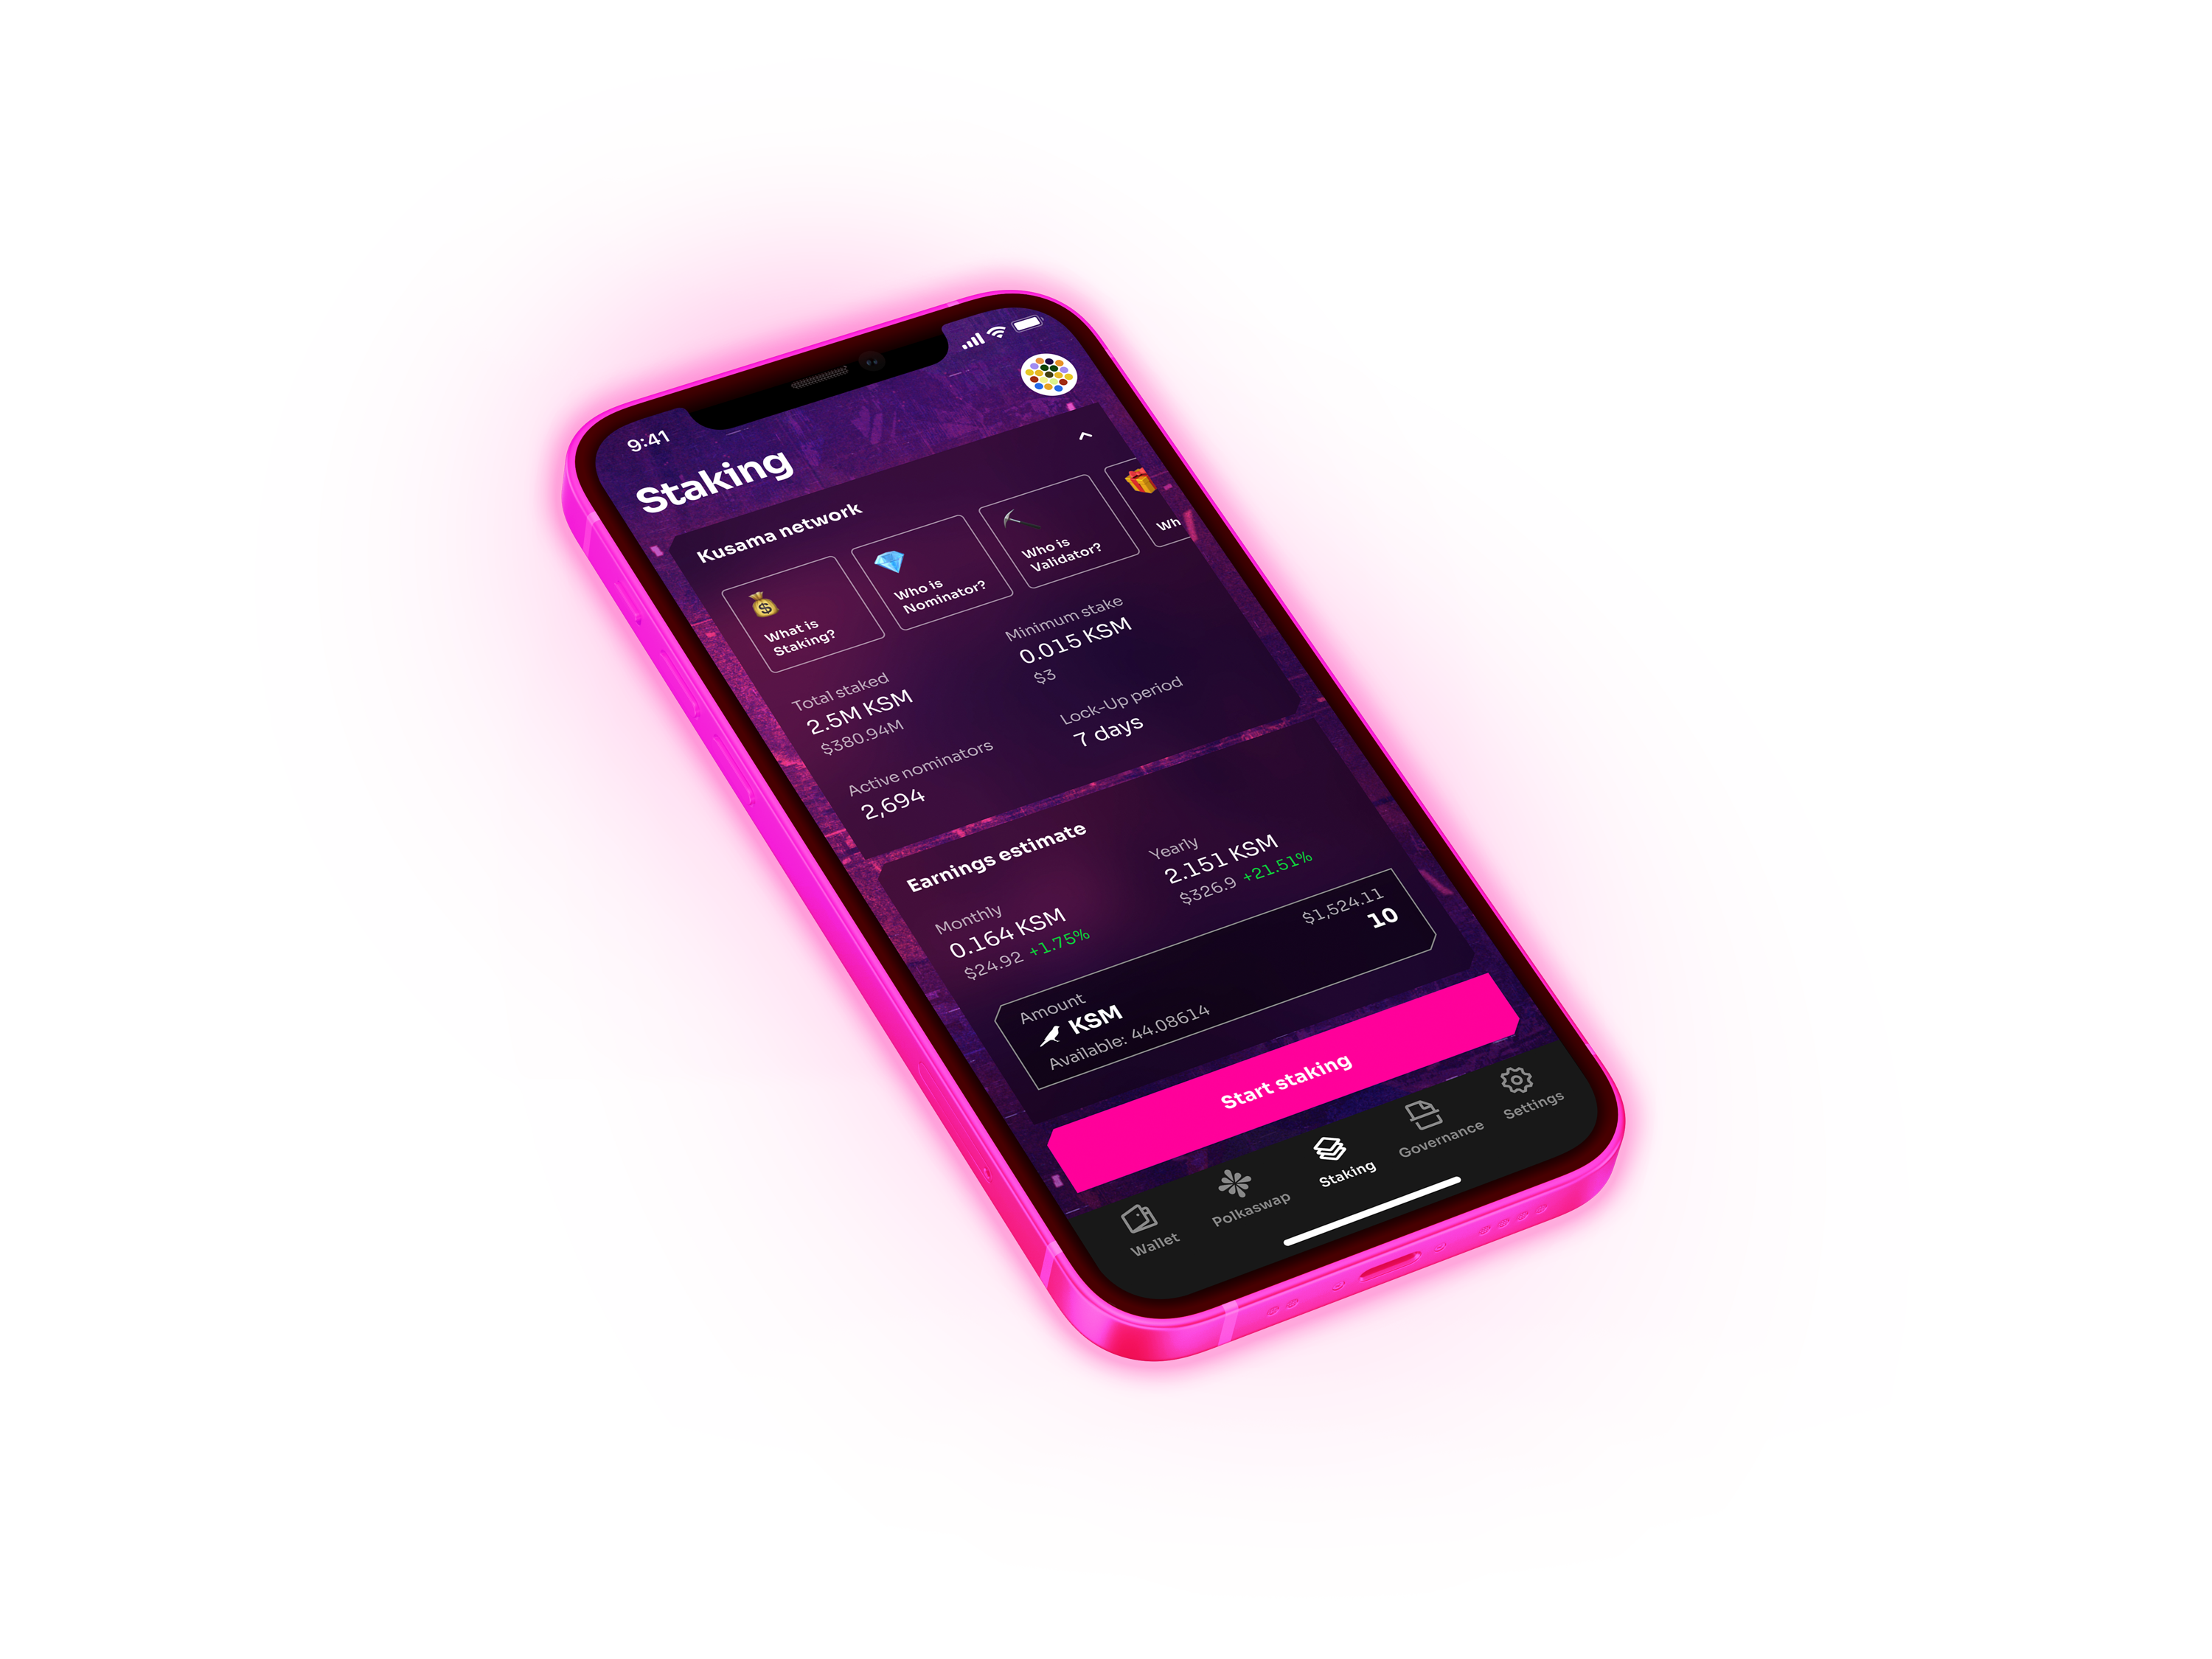 9:41
Staking
Kusama network
What is
Staking?
Who is
Nominator?
Who is
Validator?
Wh
Total staked
2.5M KSM
$380.94M
Minimum stake
0.015 KSM
$3
Active nominators
2,694
Lock-Up period
7 days
Earnings estimate
Monthly
0.164 KSM
$24.92 +1.75%
Yearly
2.151 KSM
$326.9 +21.51%
Amount
$1,524.11
KSM
10
Available: 44.08614
Start staking
Wallet
Polkaswap
Staking
Governance
Settings